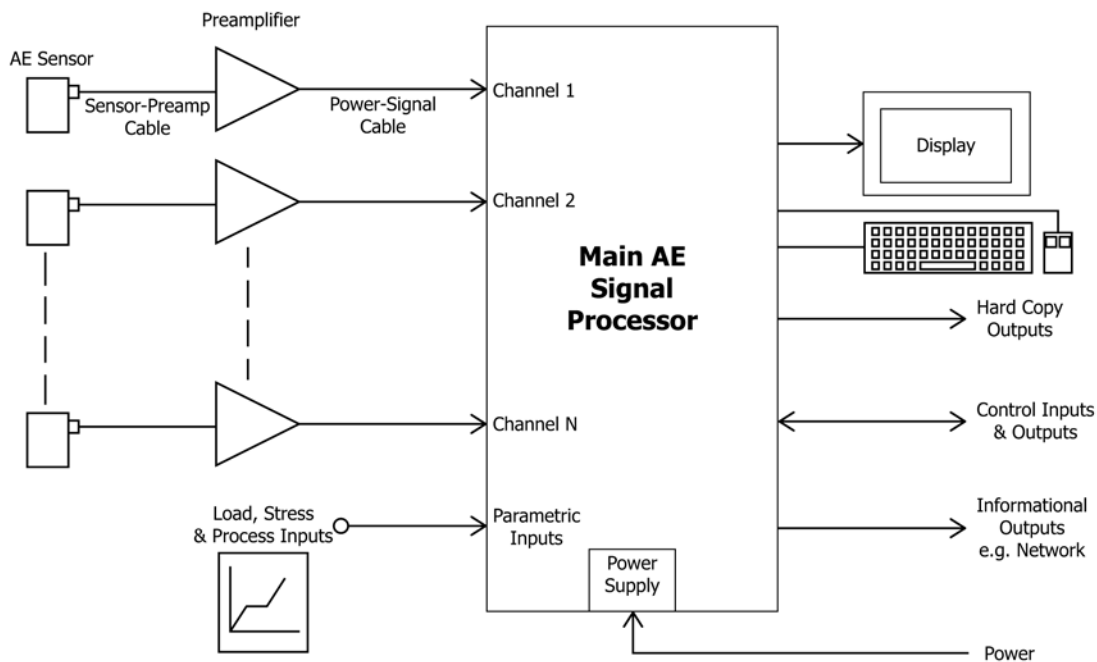 Preamplifier
AE Sensor
Sensor-Preamp
Cable
Power-Signal
Cable
Channel 1
Display
Channel 2
Main AE
Signal
Processor
Hard Copy
Outputs
Channel N
Control Inputs
& Outputs
Load, Stress
& Process Inputs
Parametric
Inputs
Informational
Outputs
e.g. Network
Power
Supply
Power